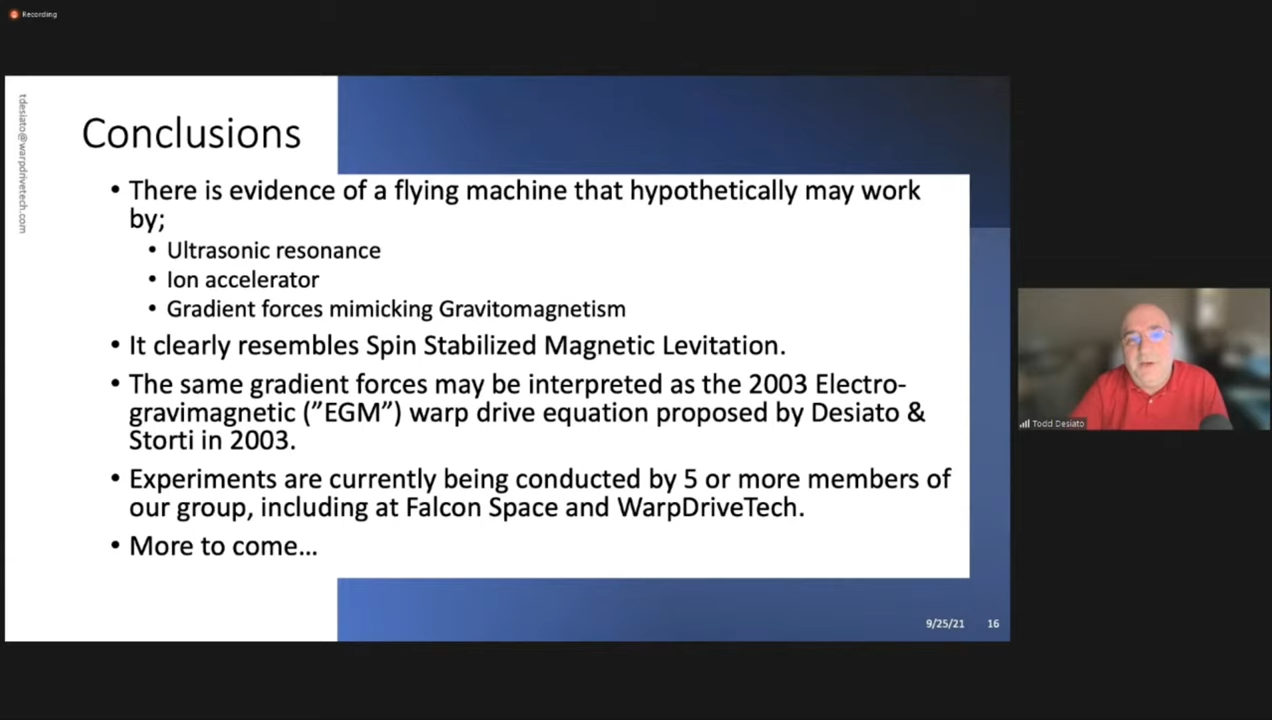 Recording
tdesiato@warpdrivetech.com
Conclusions
• There is evidence of a flying machine that hypothetically may work
by;
• Ultrasonic resonance
• Ion accelerator
• Gradient forces mimicking Gravitomagnetism
• It clearly resembles Spin Stabilized Magnetic Levitation.
• The same gradient forces may be interpreted as the 2003 Electro-
gravimagnetic (”EGM”) warp drive equation proposed by Desiato &
Storti in 2003.
• Experiments are currently being conducted by 5 or more members of
our group, including at Falcon Space and WarpDriveTech.
• More to come…
9/25/21 16
Todd Desiato